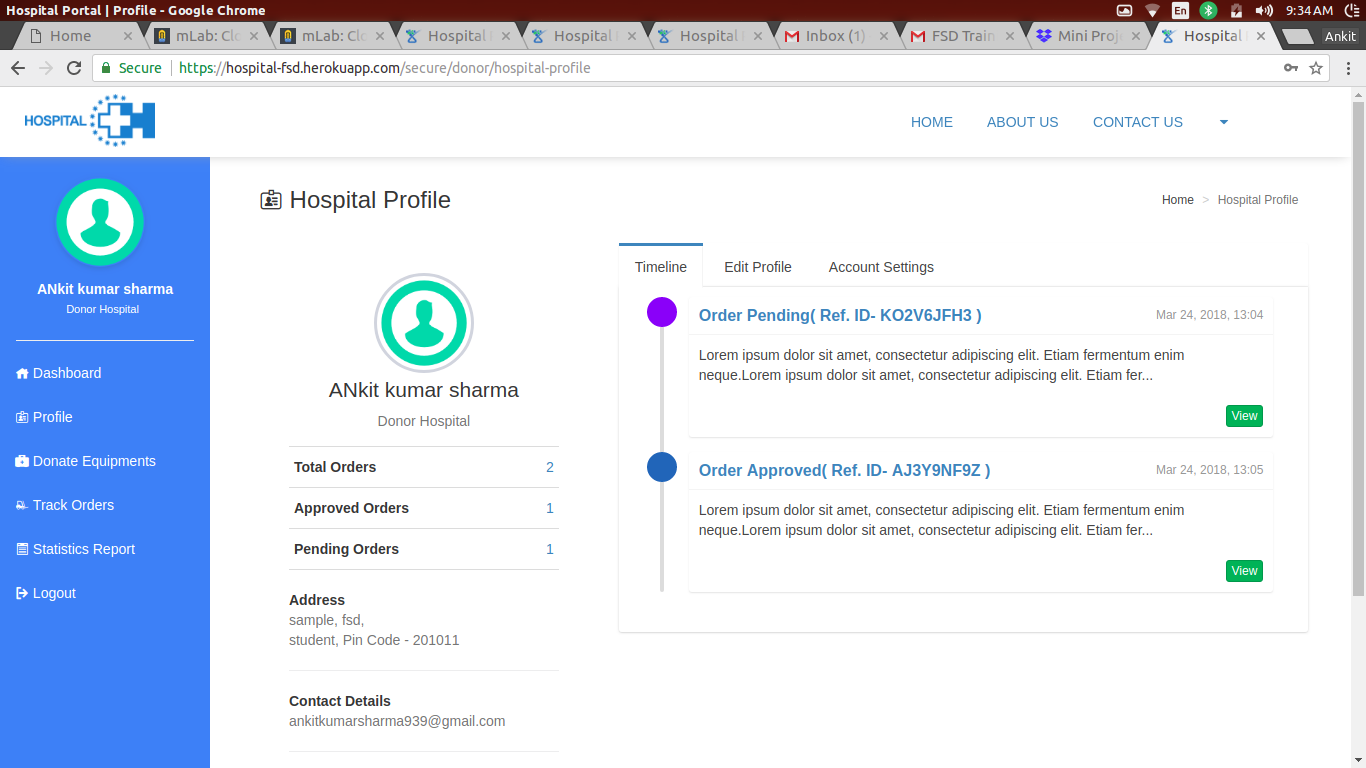 Hospital Portal | Profile - Google Chrome
En
9:34 AM
Home
mLab: Clo
mLab: Clo
Hospital
Hospital
Hospital
Inbox (1)
FSD Train
Mini Proj
Hospital
Ankit
Secure
https://hospital-fsd.herokuapp.com/secure/donor/hospital-profile
HOSPITAL H
HOME
ABOUT US
CONTACT US
ANkit kumar sharma
Donor Hospital
Dashboard
Profile
Donate Equipments
Track Orders
Statistics Report
Logout
Hospital Profile
Home > Hospital Profile
ANkit kumar sharma
Donor Hospital
Total Orders 2
Approved Orders 1
Pending Orders 1
Address
sample, fsd,
student, Pin Code - 201011
Contact Details
ankitkumarsharma939@gmail.com
Timeline
Edit Profile
Account Settings
Order Pending( Ref. ID- KO2V6JFH3 )
Mar 24, 2018, 13:04
Lorem ipsum dolor sit amet, consectetur adipiscing elit. Etiam fermentum enim
neque.Lorem ipsum dolor sit amet, consectetur adipiscing elit. Etiam fer...
View
Order Approved( Ref. ID- AJ3Y9NF9Z )
Mar 24, 2018, 13:05
Lorem ipsum dolor sit amet, consectetur adipiscing elit. Etiam fermentum enim
neque.Lorem ipsum dolor sit amet, consectetur adipiscing elit. Etiam fer...
View